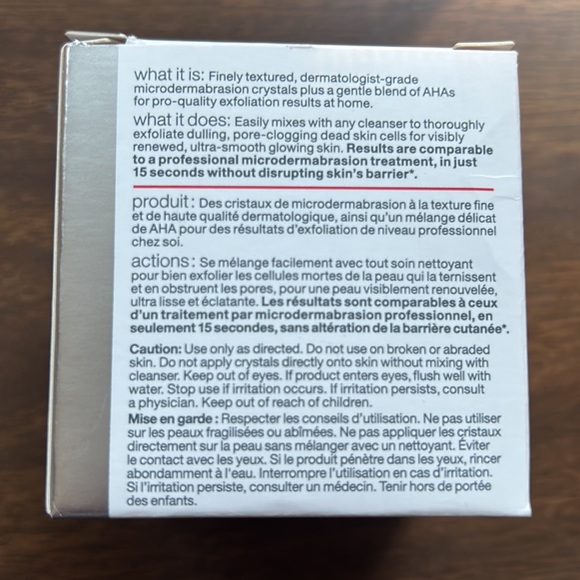 what it is: Finely textured, dermatologist-grade
microdermabrasion crystals plus a gentle blend of AHAs
for pro-quality exfoliation results at home.
what it does: Easily mixes with any cleanser to thoroughly
exfoliate dulling, pore-clogging dead skin cells for visibly
renewed, ultra-smooth glowing skin. Results are comparable
to a professional microdermabrasion treatment, in just
15 seconds without disrupting skin's barrier*.
produit : Des cristaux de microdermabrasion à la texture fine
et de haute qualité dermatologique, ainsi qu'un mélange délicat
de AHA pour des résultats d'exfoliation de niveau professionnel
chez soi.
actions : Se mélange facilement avec tout soin nettoyant
pour bien exfolier les cellules mortes de la peau qui la ternissent
et en obstruent les pores, pour une peau visiblement renouvelée,
ultra lisse et éclatante. Les résultats sont comparables à ceux
d'un traitement par microdermabrasion professionnel, en
seulement 15 secondes, sans altération de la barrière cutanée*.
Caution: Use only as directed. Do not use on broken or abraded
skin. Do not apply crystals directly onto skin without mixing with
cleanser. Keep out of eyes. If product enters eyes, flush well with
water. Stop use if irritation occurs. If irritation persists, consult
a physician. Keep out of reach of children.
Mise en garde : Respecter les conseils d'utilisation. Ne pas utiliser
sur les peaux fragilisées ou abîmées. Ne pas appliquer les cristaux
directement sur la peau sans mélanger avec un nettoyant. Éviter
le contact avec les yeux. Si le produit pénètre dans les yeux, rincer
abondamment à l'eau. Interrompre l'utilisation en cas d'irritation.
Si l'irritation persiste, consulter un médecin. Tenir hors de portée
des enfants.